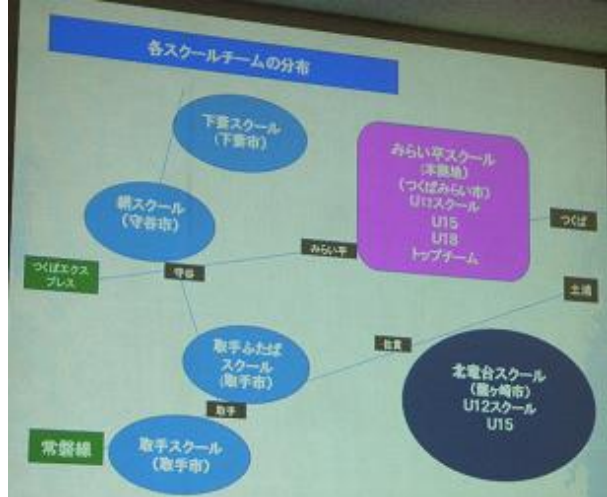 各スクールチームの分布
下妻スクール
(下妻市)
みらい平スクール
(本拠地)
(つくばみらい市)
U12スクール
U15
U18
トップチーム
絹スクール
(守谷市)
つくば
みらい平
守谷
つくばエクス
プレス
土浦
佐貫
取手ふたば
スクール
(取手市)
北竜台スクール
(龍ヶ崎市)
U12スクール
U15
取手
常磐線
取手スクール
(取手市)